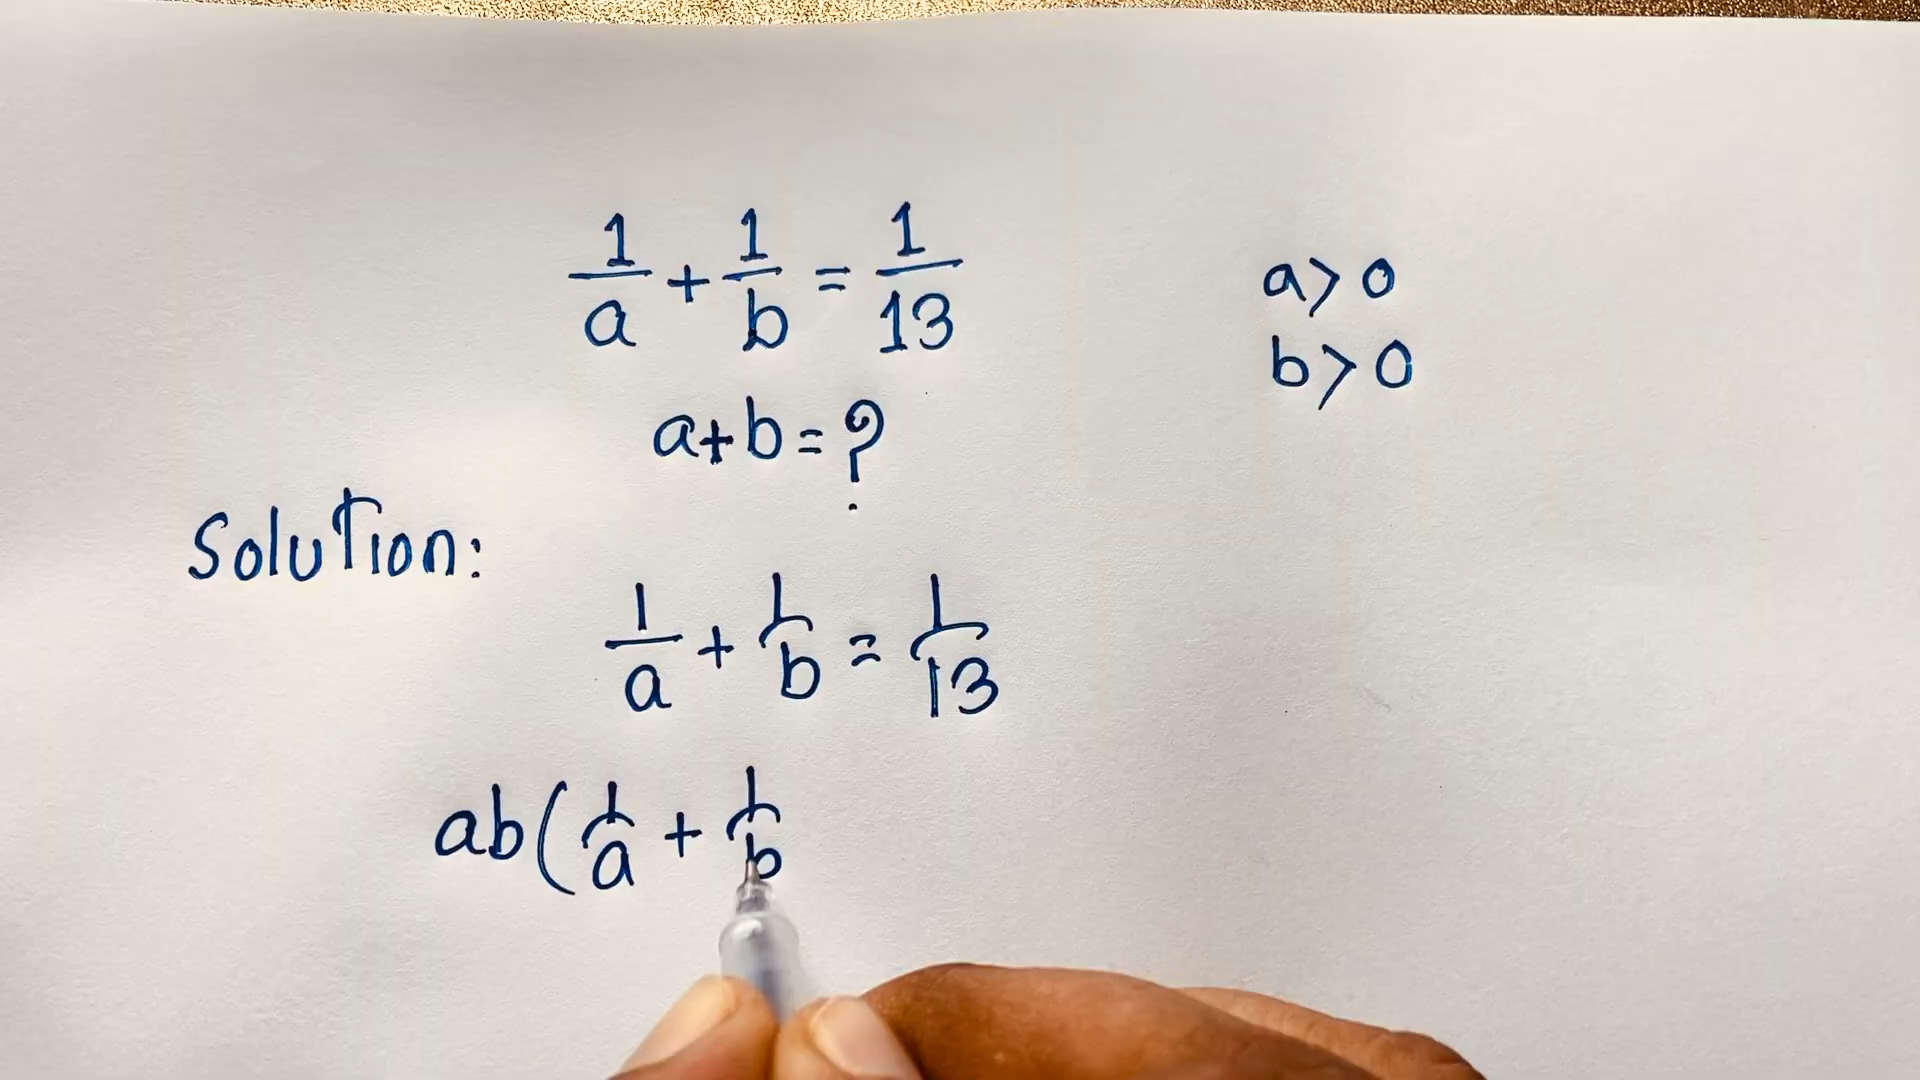 1/a + 1/b = 1/13
a > 0
b > 0
a+b = ?
Solution:
1/a + 1/b = 1/13
ab(1/a + 1/b